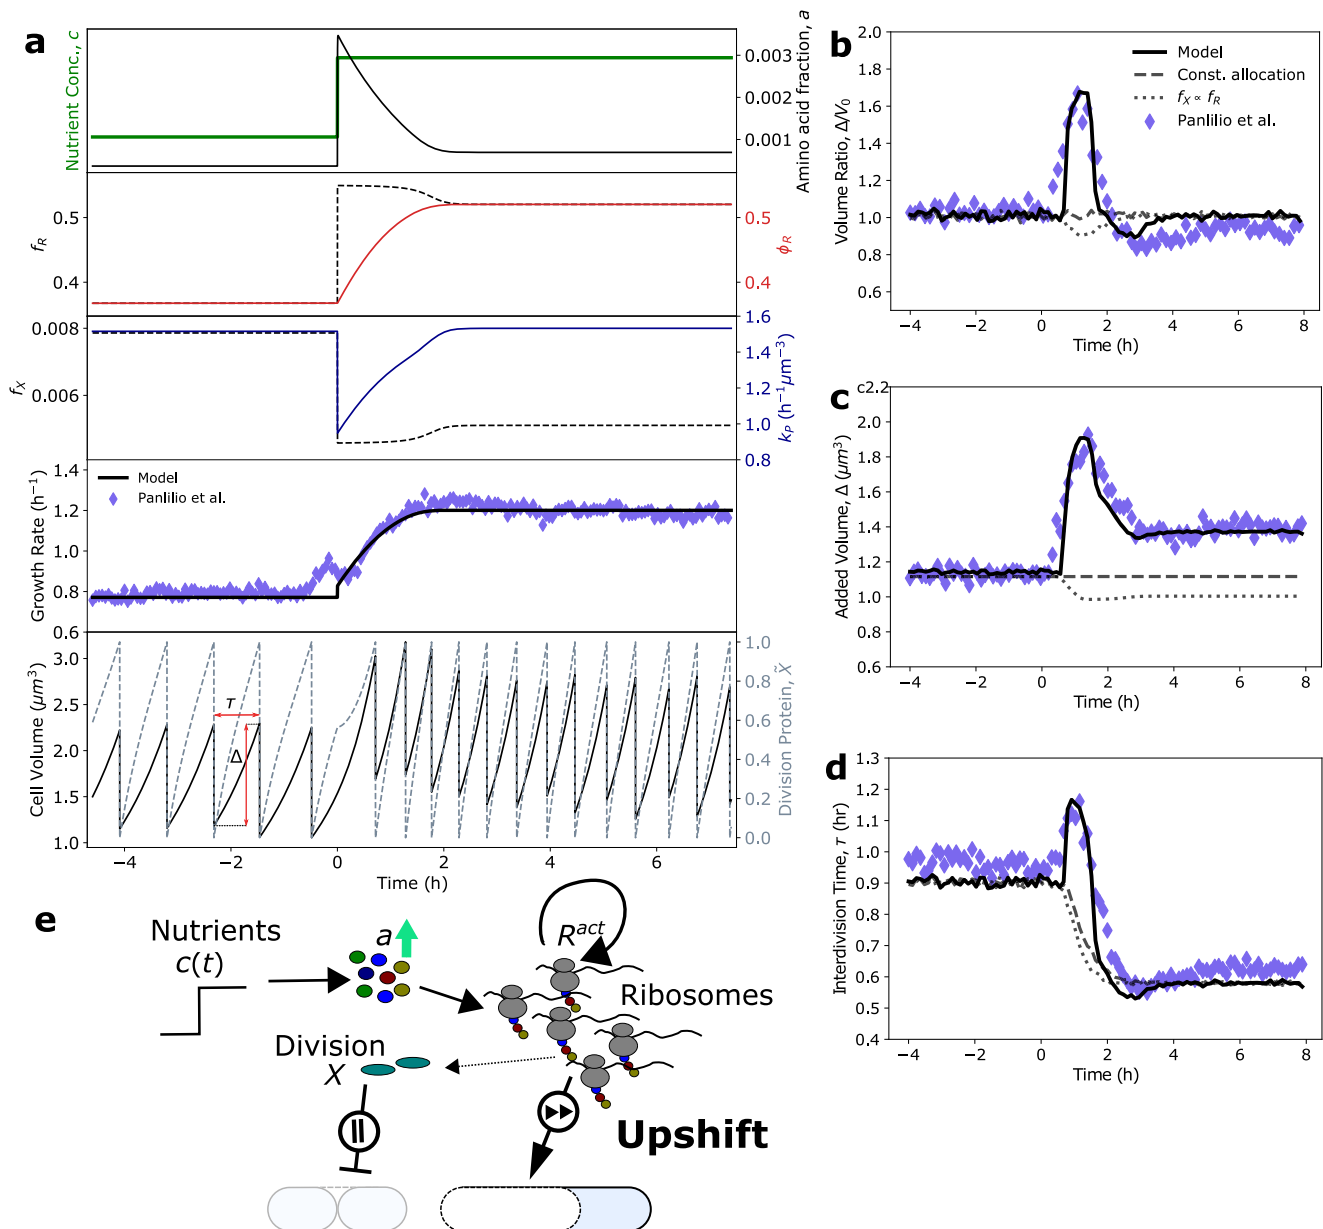 a
Nutrient Conc., c
0.003
0.002
0.001
Amino acid fraction, a
0.5
0.4
f_R
0.5
0.4
ϕ_R
0.008
0.006
f_X
1.6
1.4
1.2
1.0
0.8
k_P (h⁻¹μm⁻³)
1.4
1.2
1.0
0.8
0.6
Growth Rate (h⁻¹)
Model
Panlilio et al.
3.0
2.5
2.0
1.5
1.0
Cell Volume (μm³)
τ
Δ
1.0
0.8
0.6
0.4
0.2
0.0
Division Protein, X̃
−4 −2 0 2 4 6
Time (h)
b
2.0
1.8
1.6
1.4
1.2
1.0
0.8
0.6
Volume Ratio, Δ/V₀
Model
Const. allocation
f_X ∝ f_R
Panlilio et al.
−4 −2 0 2 4 6 8
Time (h)
c
c2.2
2.0
1.8
1.6
1.4
1.2
1.0
0.8
0.6
Added Volume, Δ (μm³)
−4 −2 0 2 4 6 8
Time (h)
d
1.3
1.2
1.1
1.0
0.9
0.8
0.7
0.6
0.5
0.4
Interdivision Time, τ (hr)
−4 −2 0 2 4 6 8
Time (h)
e
Nutrients
c(t)
a
R^act
Ribosomes
Division
X
Upshift